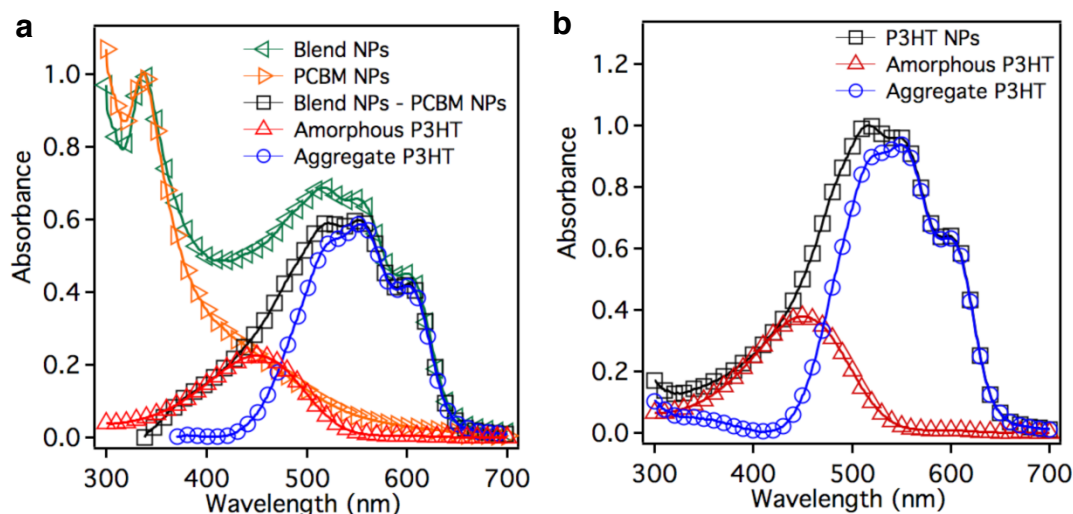 a
Absorbance
1.0
0.8
0.6
0.4
0.2
0.0
Blend NPs
PCBM NPs
Blend NPs - PCBM NPs
Amorphous P3HT
Aggregate P3HT
300 400 500 600 700
Wavelength (nm)
b
Absorbance
1.2
1.0
0.8
0.6
0.4
0.2
0.0
P3HT NPs
Amorphous P3HT
Aggregate P3HT
300 400 500 600 700
Wavelength (nm)